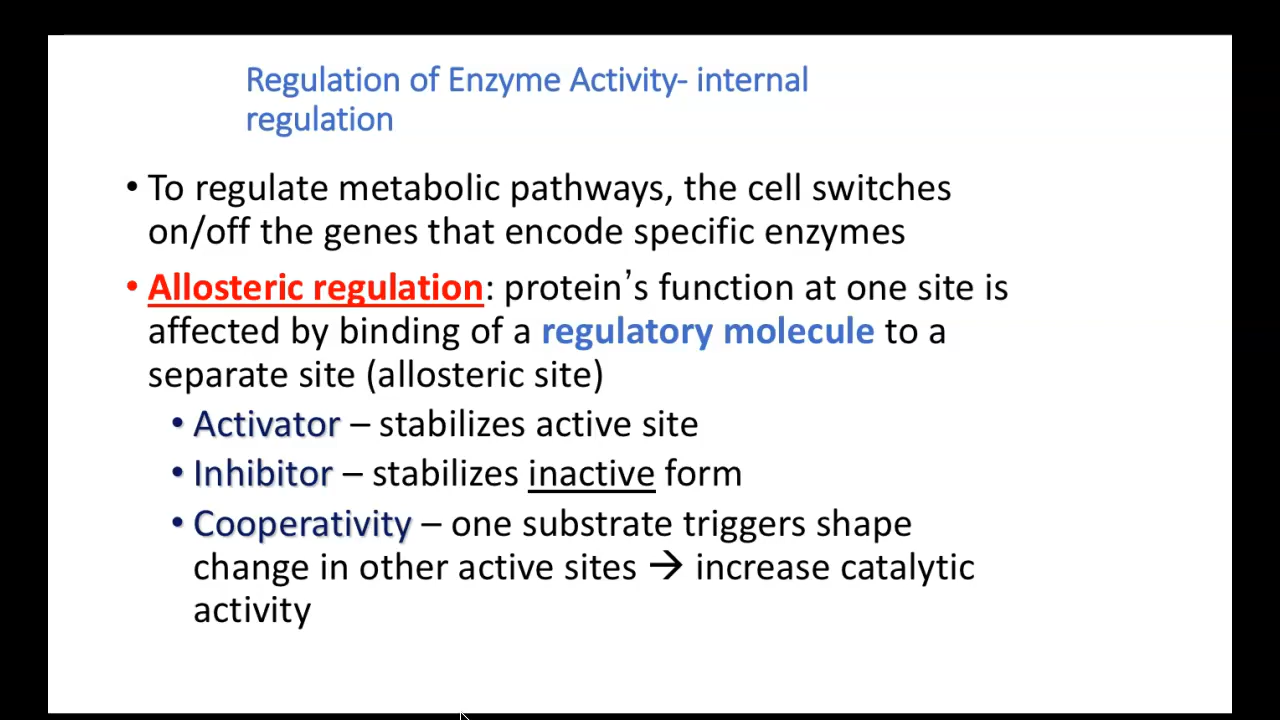 Regulation of Enzyme Activity- internal
regulation
• To regulate metabolic pathways, the cell switches
on/off the genes that encode specific enzymes
• Allosteric regulation: protein’s function at one site is
affected by binding of a regulatory molecule to a
separate site (allosteric site)
• Activator – stabilizes active site
• Inhibitor – stabilizes inactive form
• Cooperativity – one substrate triggers shape
change in other active sites → increase catalytic
activity